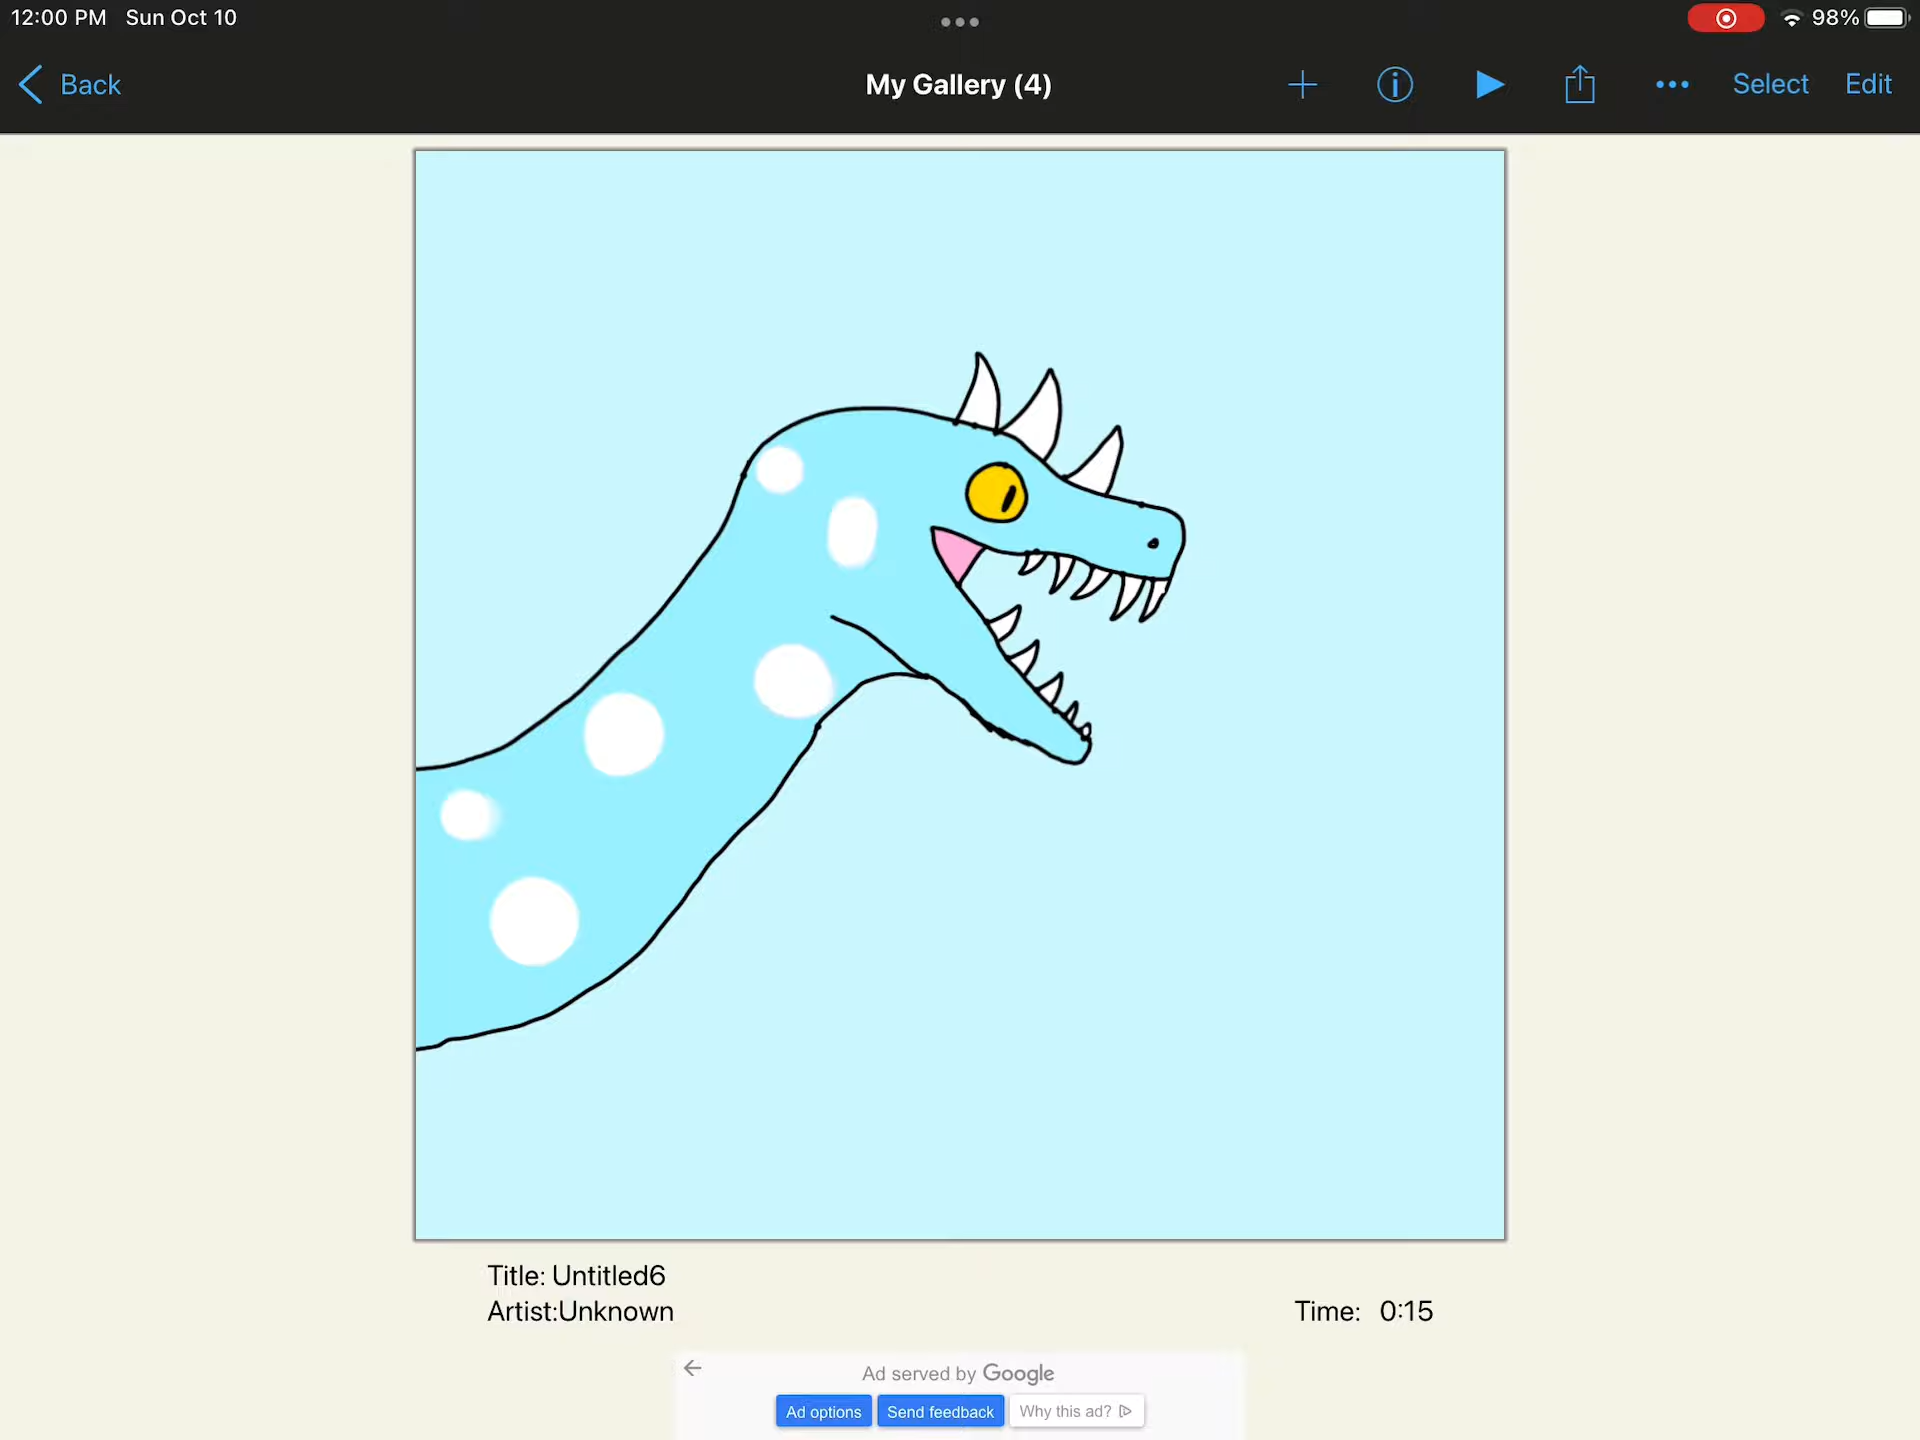 12:00 PM Sun Oct 10
98%
Back
My Gallery (4)
Select
Edit
Title: Untitled6
Artist:Unknown
Time: 0:15
Ad served by Google
Ad options
Send feedback
Why this ad?